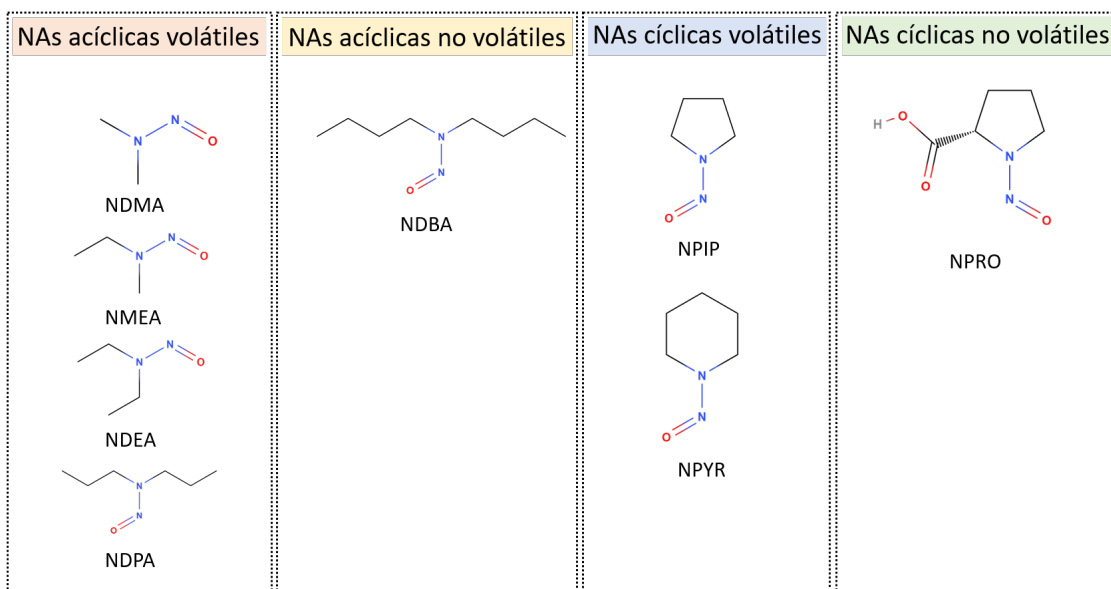 NAs acíclicas volátiles
N
N
O
NDMA
N
N
O
NMEA
N
N
O
NDEA
N
N
O
NDPA
NAs acíclicas no volátiles
N
N
O
NDBA
NAs cíclicas volátiles
N
N
O
NPIP
N
N
O
NPYR
NAs cíclicas no volátiles
H
O
O
N
N
O
NPRO